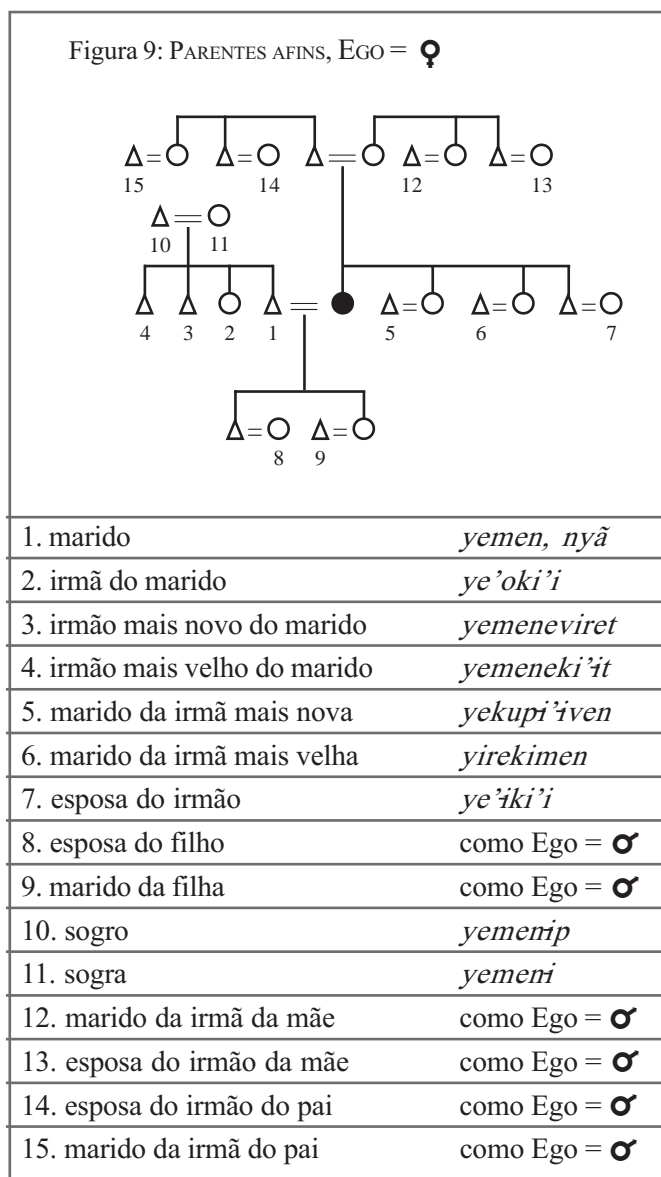 Figura 9: PARENTES AFINS, EGO = ♀
15 14 12 13
10 11
4 3 2 1 5 6 7
8 9
1. marido yemen, nyã
2. irmã do marido ye’oki’i
3. irmão mais novo do marido yemeneviret
4. irmão mais velho do marido yemeneki’ɨt
5. marido da irmã mais nova yekupɨ’ɨven
6. marido da irmã mais velha yirekimen
7. esposa do irmão ye’ɨki’i
8. esposa do filho como Ego = ♂
9. marido da filha como Ego = ♂
10. sogro yemenɨp
11. sogra yemenɨ
12. marido da irmã da mãe como Ego = ♂
13. esposa do irmão da mãe como Ego = ♂
14. esposa do irmão do pai como Ego = ♂
15. marido da irmã do pai como Ego = ♂